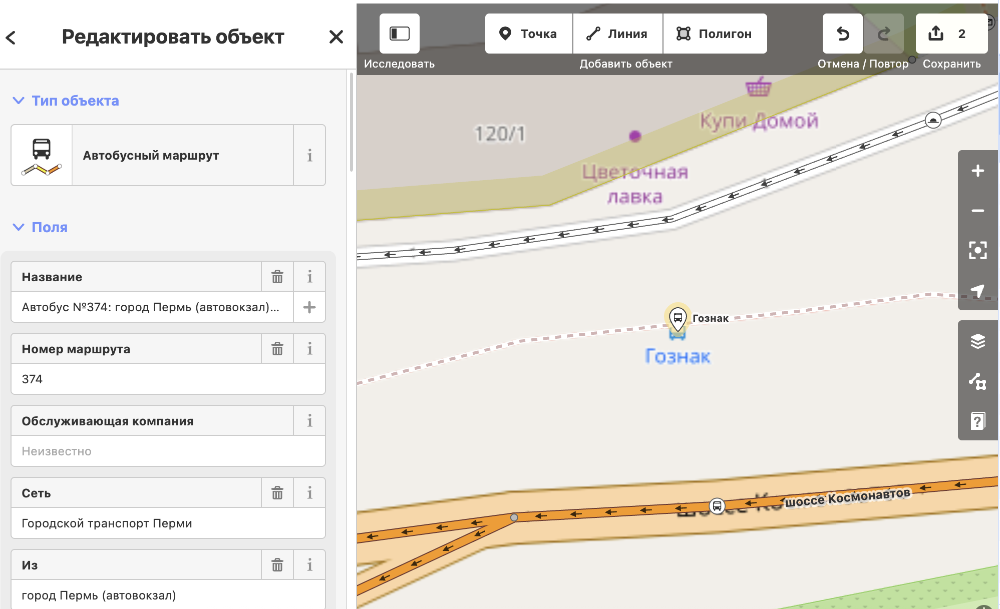 Редактировать объект
Тип объекта
Автобусный маршрут
i
Поля
Название
i
Автобус №374: город Пермь (автовокзал)...
Номер маршрута
i
374
Обслуживающая компания
i
Неизвестно
Сеть
i
Городской транспорт Перми
Из
i
город Пермь (автовокзал)
Исследовать
Точка
Линия
Полигон
Добавить объект
Отмена / Повтор
2
Сохранить
Купи Домой
120/1
Цветочная
лавка
Гознак
Гознак
?
шоссе Космонавтов